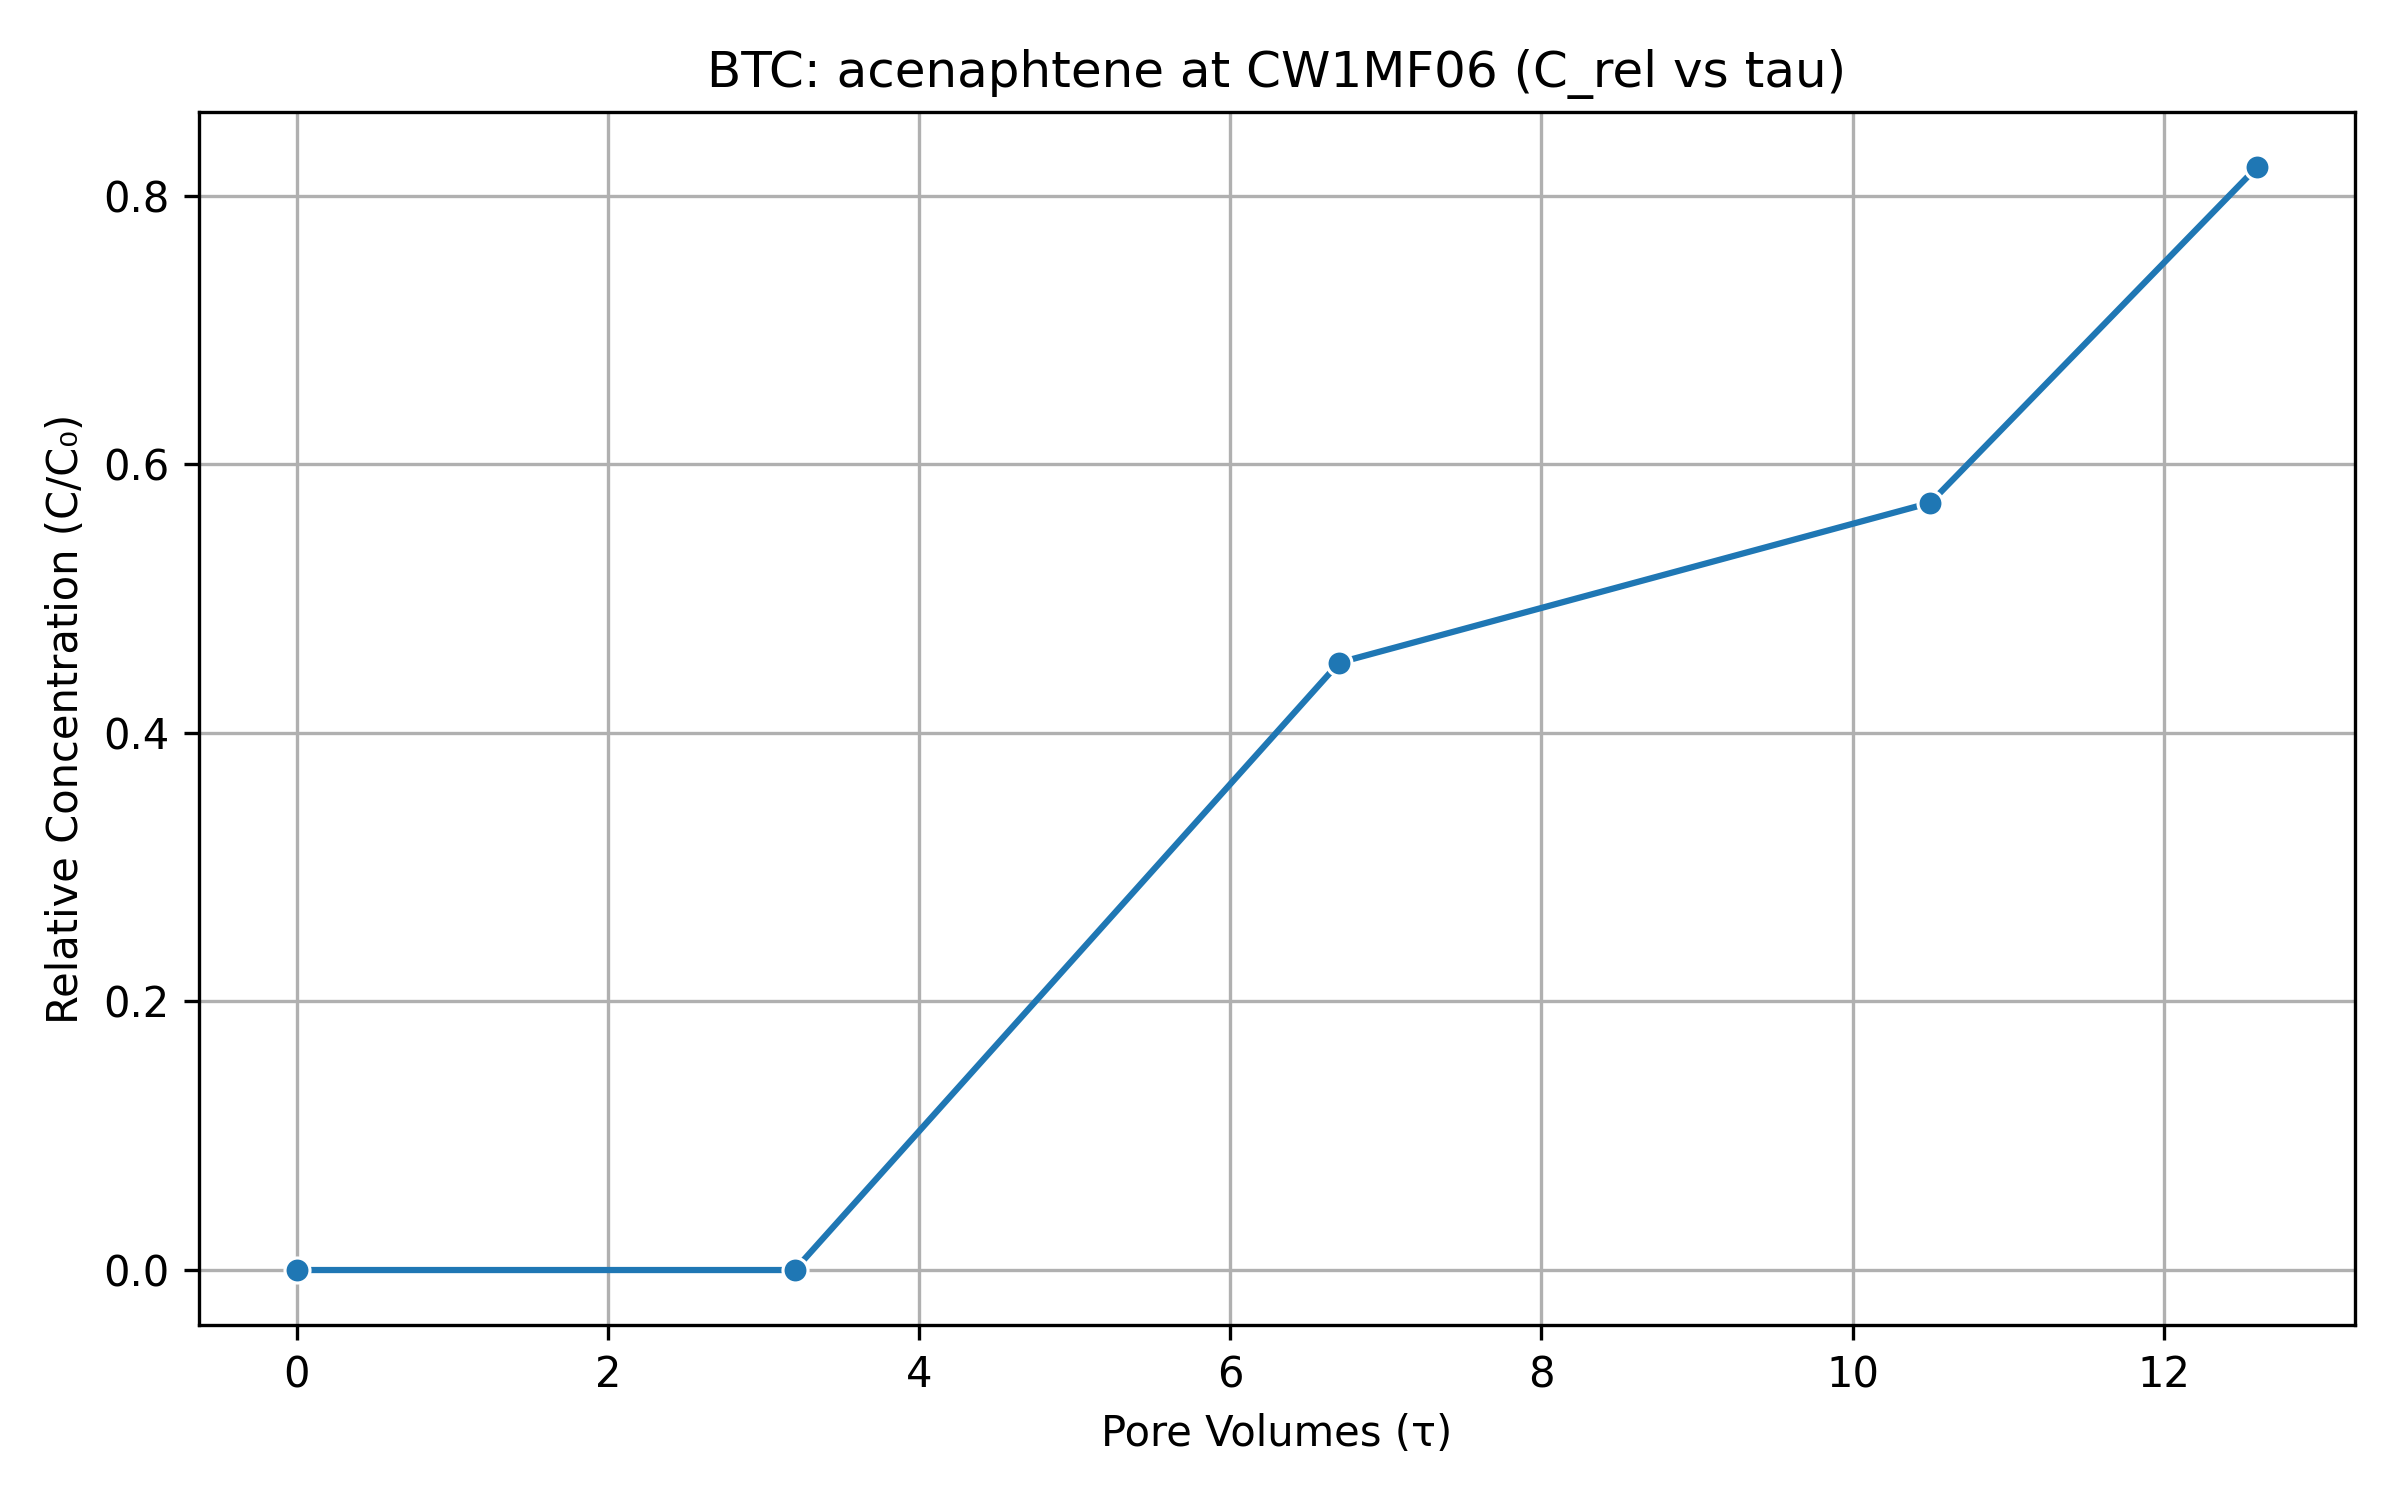 BTC: acenaphtene at CW1MF06 (C_rel vs tau)
Relative Concentration (C/C₀)
0.8
0.6
0.4
0.2
0.0
0 2 4 6 8 10 12
Pore Volumes (τ)